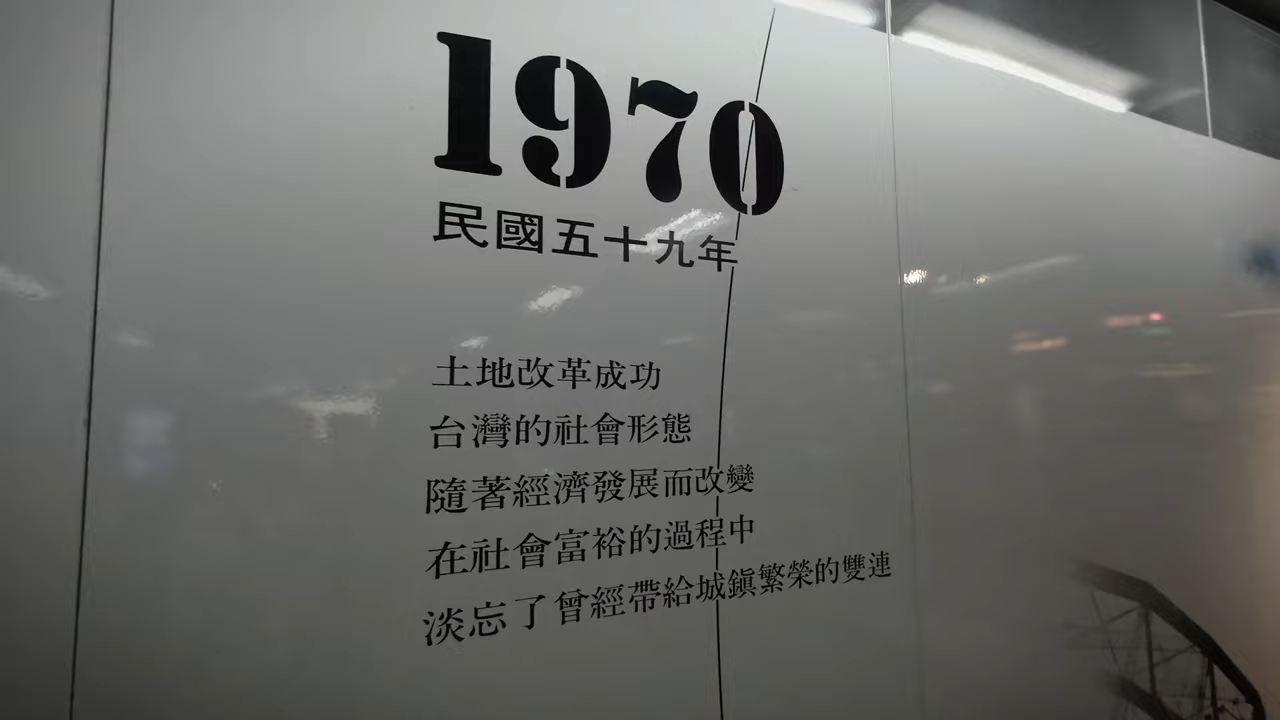 1970
民國五十九年
土地改革成功
台灣的社會形態
隨著經濟發展而改變
在社會富裕的過程中
淡忘了曾經帶給城鎮繁榮的雙連